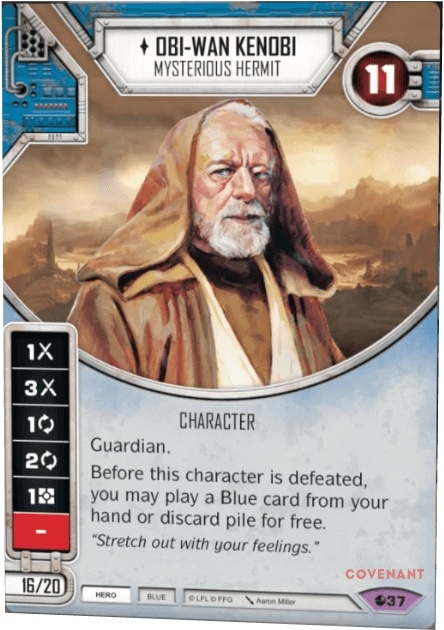 OBI-WAN KENOBI
MYSTERIOUS HERMIT
11
1
3
1
2
1
-
CHARACTER
Guardian.
Before this character is defeated,
you may play a Blue card from your
hand or discard pile for free.
“Stretch out with your feelings.”
COVENANT
16/20
HERO
BLUE
© LFL © FFG
Aaron Miller
37